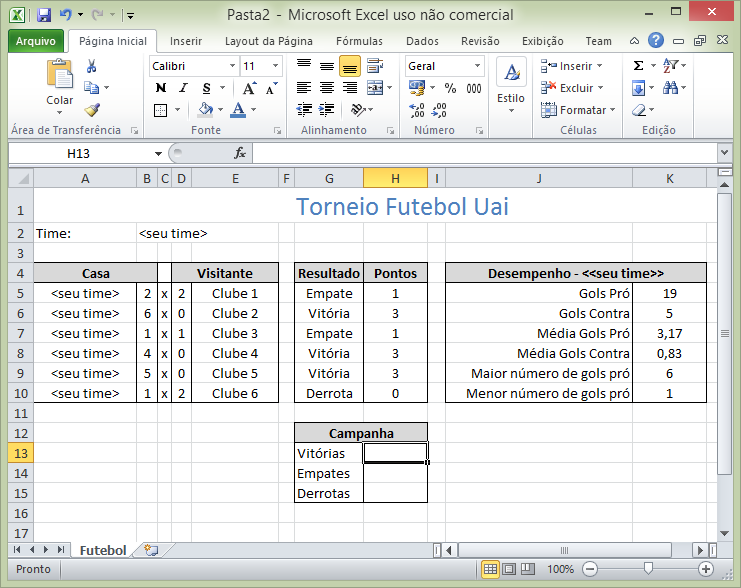 Pasta2 - Microsoft Excel uso não comercial
Arquivo Página Inicial Inserir Layout da Página Fórmulas Dados Revisão Exibição Team
Colar
Área de Transferência
Calibri 11
N I S A A
A
Fonte
Alinhamento
Geral
% 000
,00 ,00
Número
A
Estilo
Inserir
Excluir
Formatar
Células
Σ
Edição
H13 fx
A B C D E F G H I J K
1 Torneio Futebol Uai
2 Time: <seu time>
3
4 Casa Visitante Resultado Pontos Desempenho - <<seu time>>
5 <seu time> 2 x 2 Clube 1 Empate 1 Gols Pró 19
6 <seu time> 6 x 0 Clube 2 Vitória 3 Gols Contra 5
7 <seu time> 1 x 1 Clube 3 Empate 1 Média Gols Pró 3,17
8 <seu time> 4 x 0 Clube 4 Vitória 3 Média Gols Contra 0,83
9 <seu time> 5 x 0 Clube 5 Vitória 3 Maior número de gols pró 6
10 <seu time> 1 x 2 Clube 6 Derrota 0 Menor número de gols pró 1
11
12 Campanha
13 Vitórias
14 Empates
15 Derrotas
16
17
Futebol
Pronto 100%